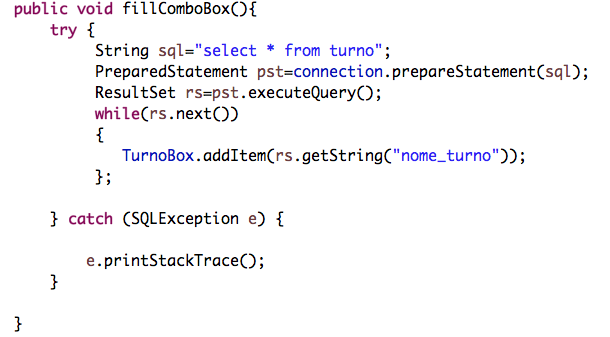 public void fillComboBox(){
try {
String sql="select * from turno";
PreparedStatement pst=connection.prepareStatement(sql);
ResultSet rs=pst.executeQuery();
while(rs.next())
{
TurnoBox.addItem(rs.getString("nome_turno"));
};
} catch (SQLException e) {
e.printStackTrace();
}
}